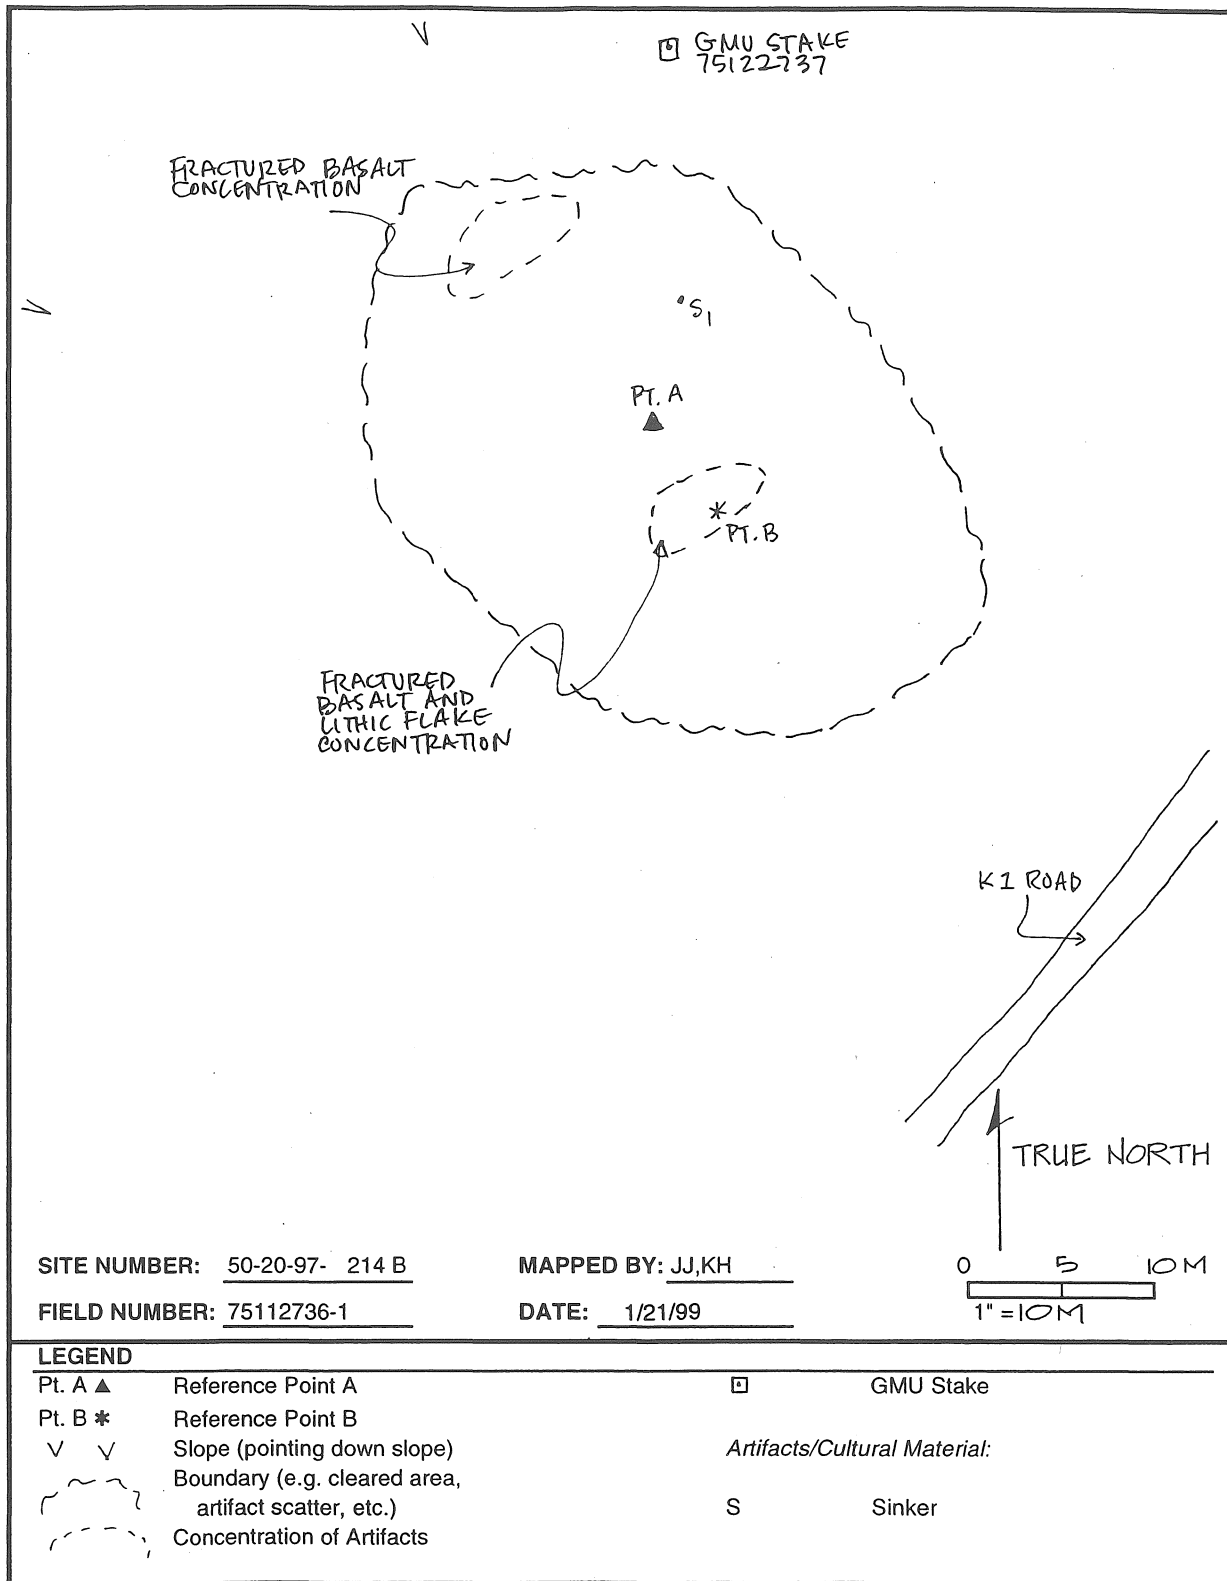 GMU STAKE
75122737
FRACTURED BASALT
CONCENTRATION
S1
PT. A
PT. B
FRACTURED
BASALT AND
LITHIC FLAKE
CONCENTRATION
K1 ROAD
TRUE NORTH
SITE NUMBER: 50-20-97- 214 B
MAPPED BY: JJ,KH
0 5 10 M
FIELD NUMBER: 75112736-1
DATE: 1/21/99
1" = 10 M
LEGEND
Pt. A ▲ Reference Point A
GMU Stake
Pt. B * Reference Point B
Slope (pointing down slope)
Artifacts/Cultural Material:
Boundary (e.g. cleared area,
artifact scatter, etc.)
S Sinker
Concentration of Artifacts